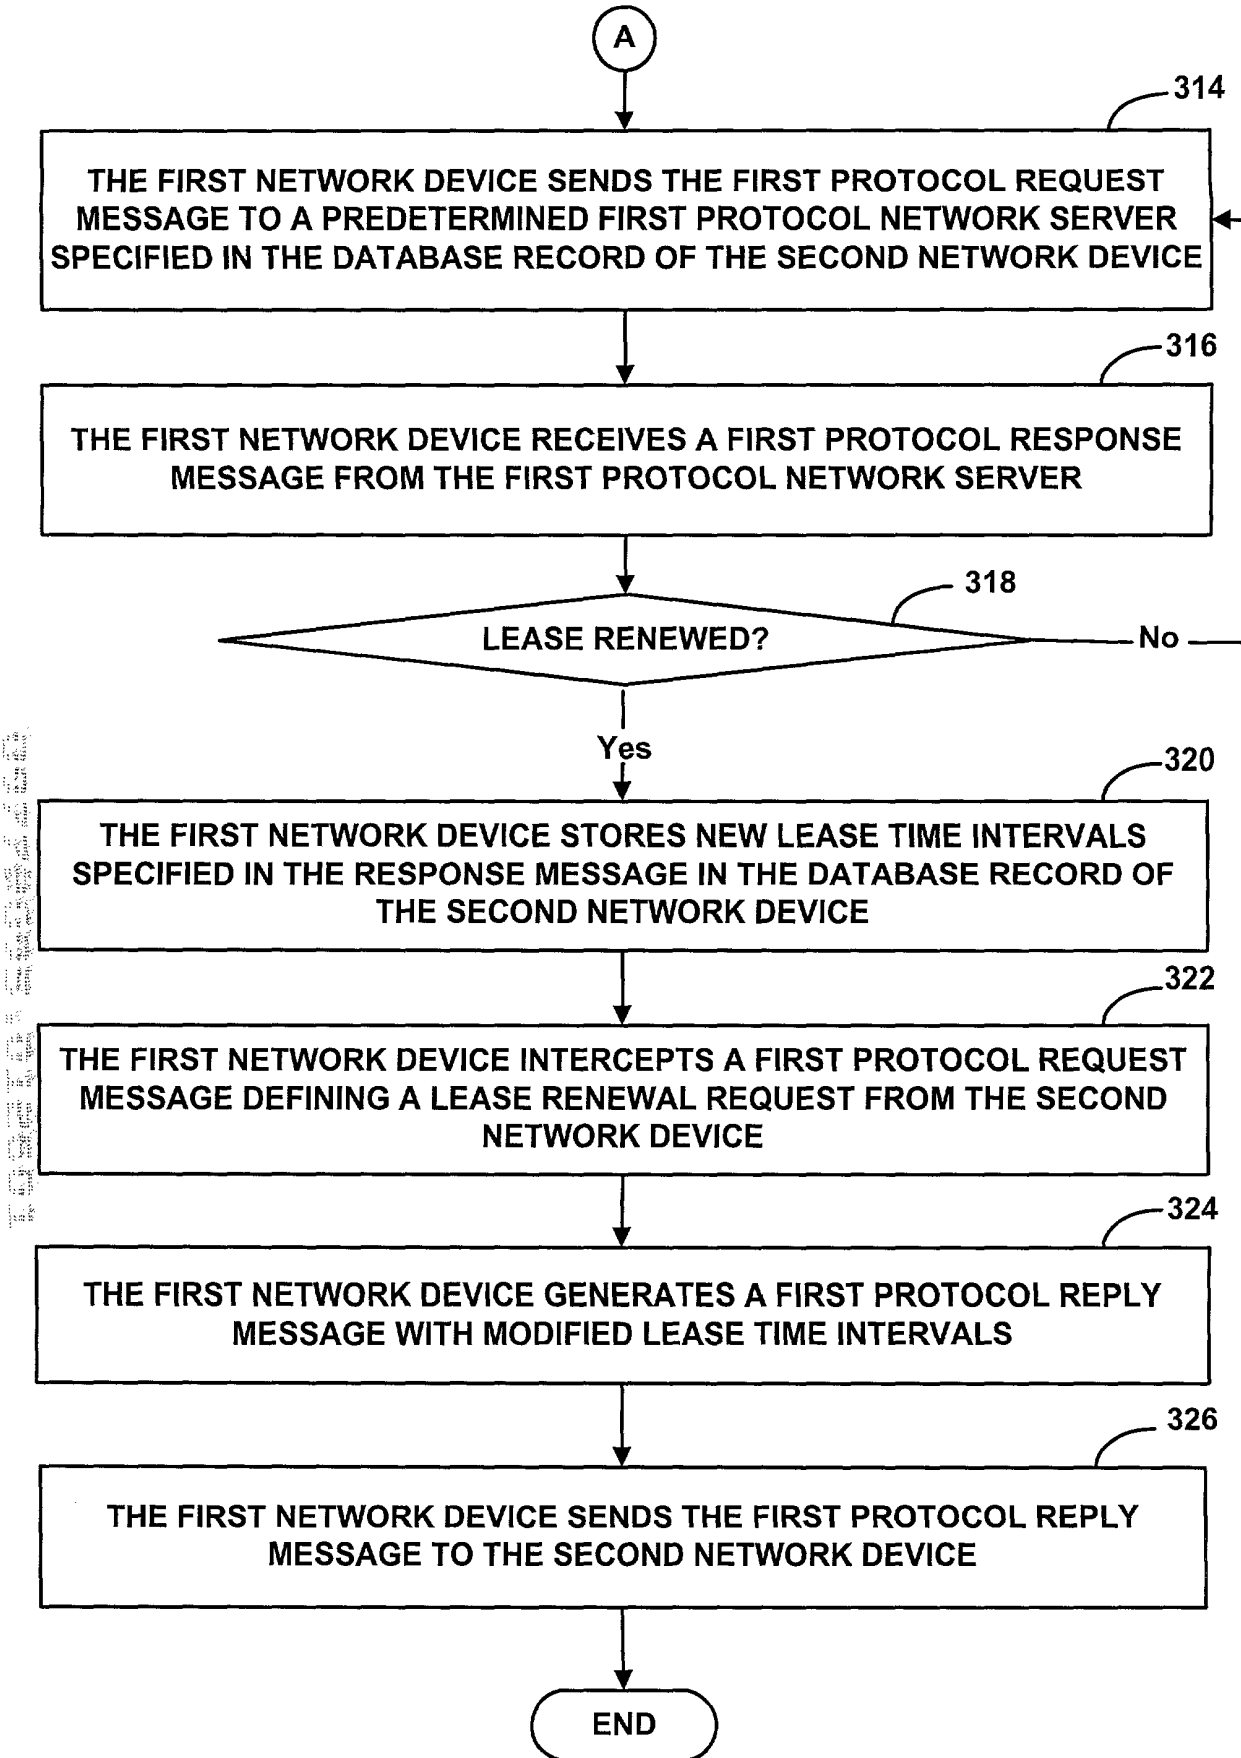 A
314
THE FIRST NETWORK DEVICE SENDS THE FIRST PROTOCOL REQUEST
MESSAGE TO A PREDETERMINED FIRST PROTOCOL NETWORK SERVER
SPECIFIED IN THE DATABASE RECORD OF THE SECOND NETWORK DEVICE
316
THE FIRST NETWORK DEVICE RECEIVES A FIRST PROTOCOL RESPONSE
MESSAGE FROM THE FIRST PROTOCOL NETWORK SERVER
318
LEASE RENEWED?
No
Yes
320
THE FIRST NETWORK DEVICE STORES NEW LEASE TIME INTERVALS
SPECIFIED IN THE RESPONSE MESSAGE IN THE DATABASE RECORD OF
THE SECOND NETWORK DEVICE
322
THE FIRST NETWORK DEVICE INTERCEPTS A FIRST PROTOCOL REQUEST
MESSAGE DEFINING A LEASE RENEWAL REQUEST FROM THE SECOND
NETWORK DEVICE
324
THE FIRST NETWORK DEVICE GENERATES A FIRST PROTOCOL REPLY
MESSAGE WITH MODIFIED LEASE TIME INTERVALS
326
THE FIRST NETWORK DEVICE SENDS THE FIRST PROTOCOL REPLY
MESSAGE TO THE SECOND NETWORK DEVICE
END